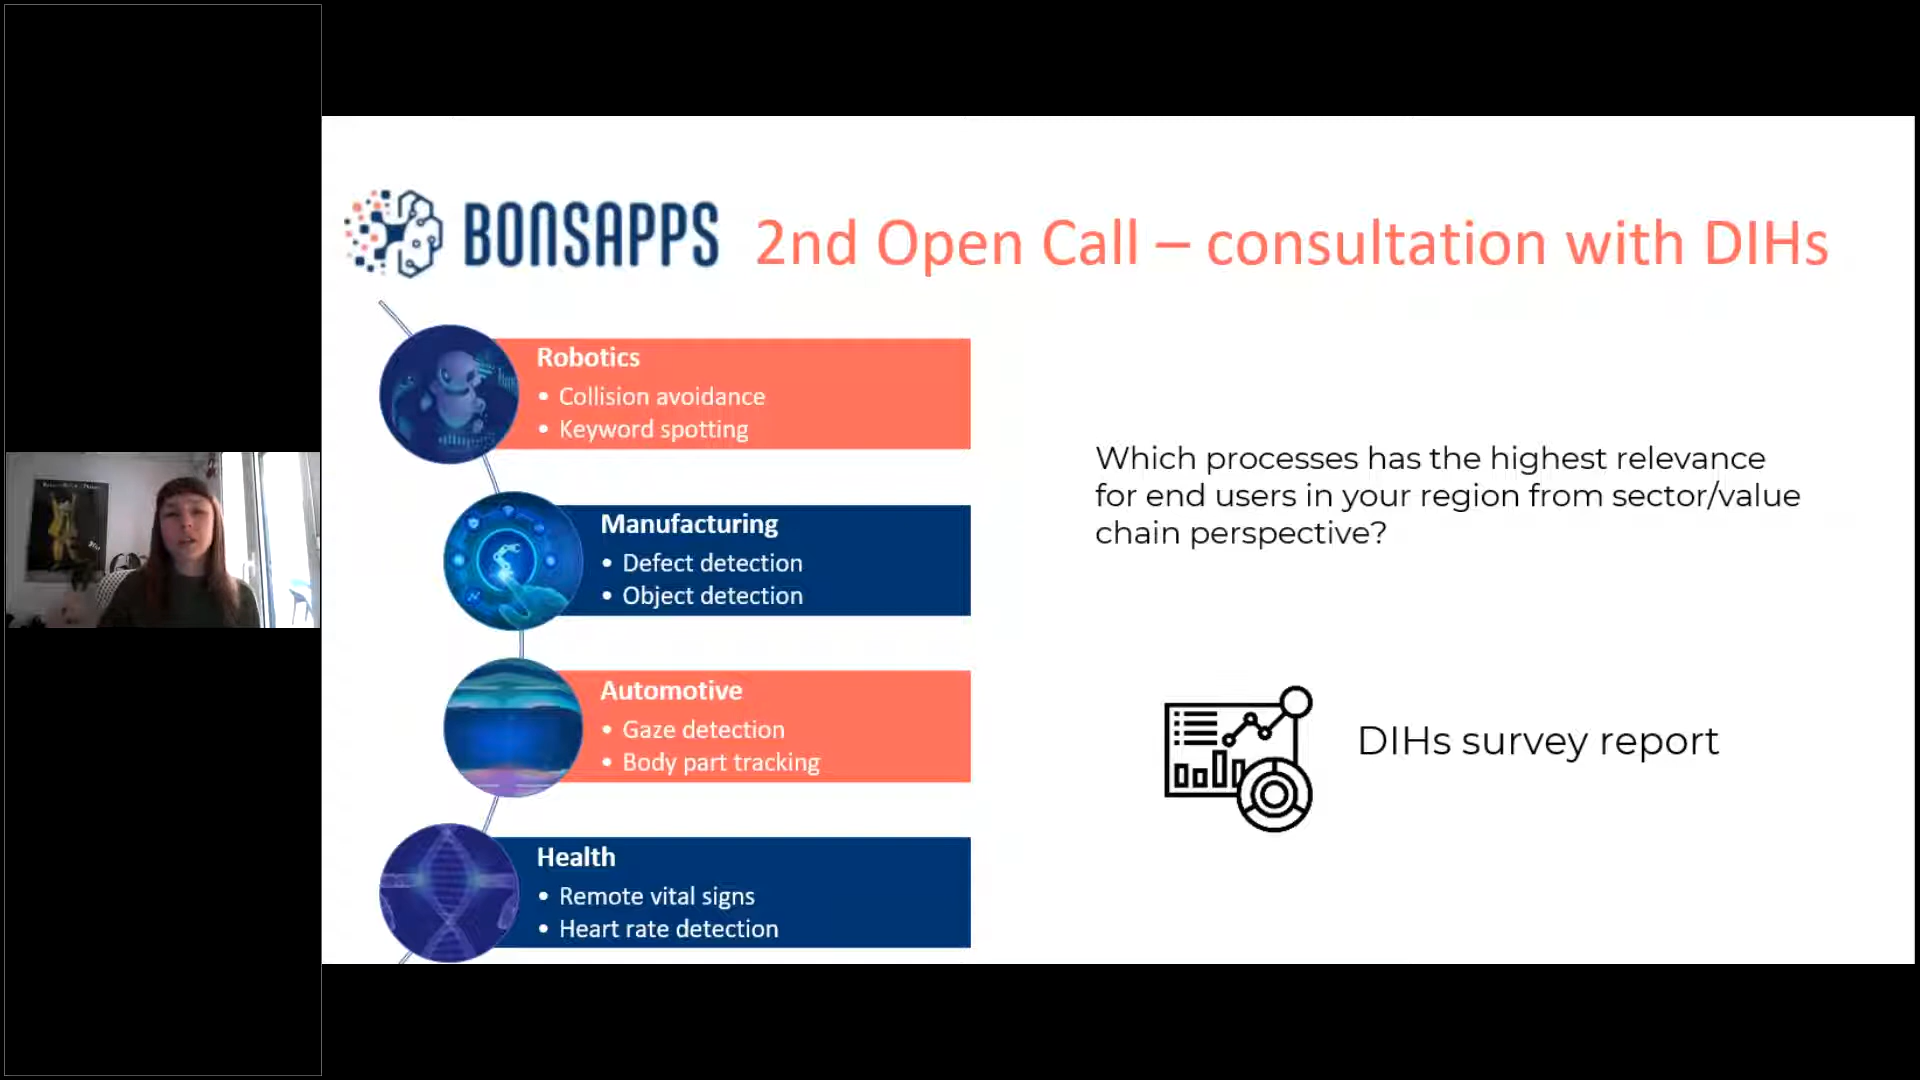 BONSAPPS
2nd Open Call – consultation with DIHs
Robotics
• Collision avoidance
• Keyword spotting
Manufacturing
• Defect detection
• Object detection
Automotive
• Gaze detection
• Body part tracking
Health
• Remote vital signs
• Heart rate detection
Which processes has the highest relevance
for end users in your region from sector/value
chain perspective?
DIHs survey report